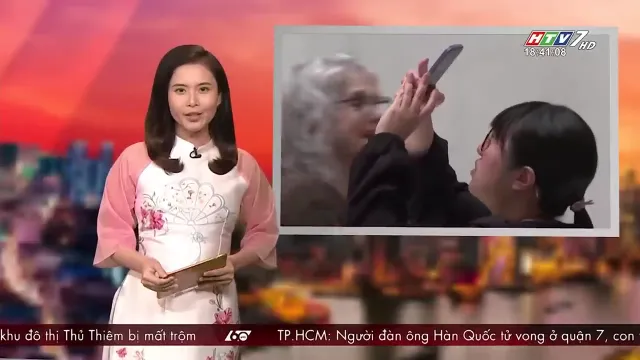 HTV7 HD
18:41:08
khu đô thị Thủ Thiêm bị mất trộm 60 TP.HCM: Người đàn ông Hàn Quốc tử vong ở quận 7, con